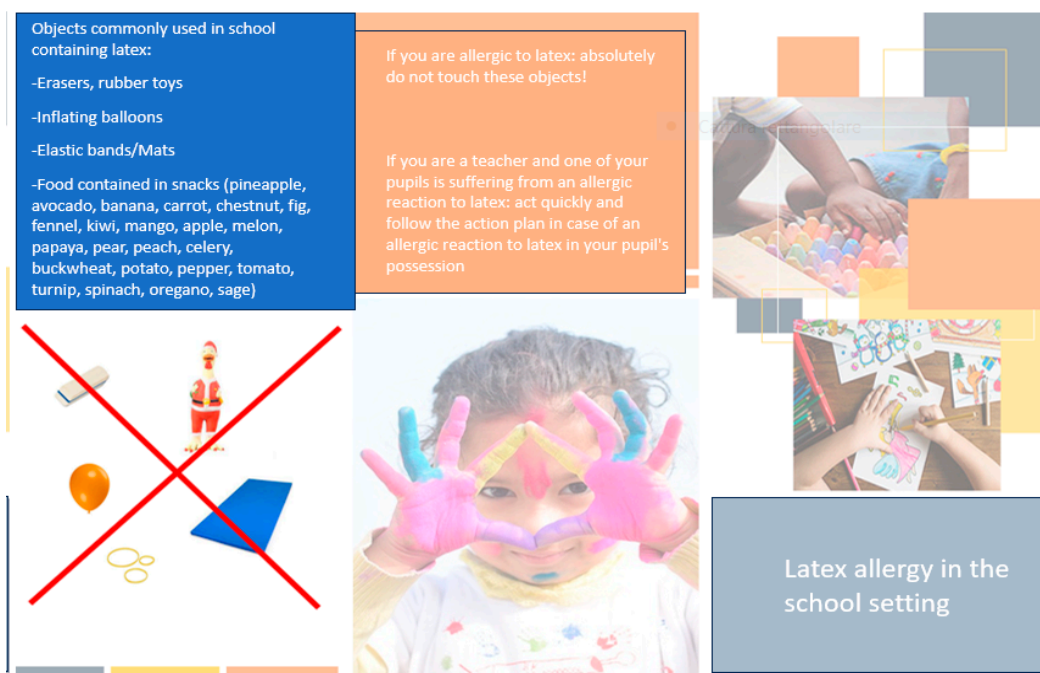 Objects commonly used in school
containing latex:
-Erasers, rubber toys
-Inflating balloons
-Elastic bands/Mats
-Food contained in snacks (pineapple,
avocado, banana, carrot, chestnut, fig,
fennel, kiwi, mango, apple, melon,
papaya, pear, peach, celery,
buckwheat, potato, pepper, tomato,
turnip, spinach, oregano, sage)
If you are allergic to latex: absolutely
do not touch these objects!
If you are a teacher and one of your
pupils is suffering from an allergic
reaction to latex: act quickly and
follow the action plan in case of an
allergic reaction to latex in your pupil's
possession
Cattura rettangolare
Latex allergy in the
school setting